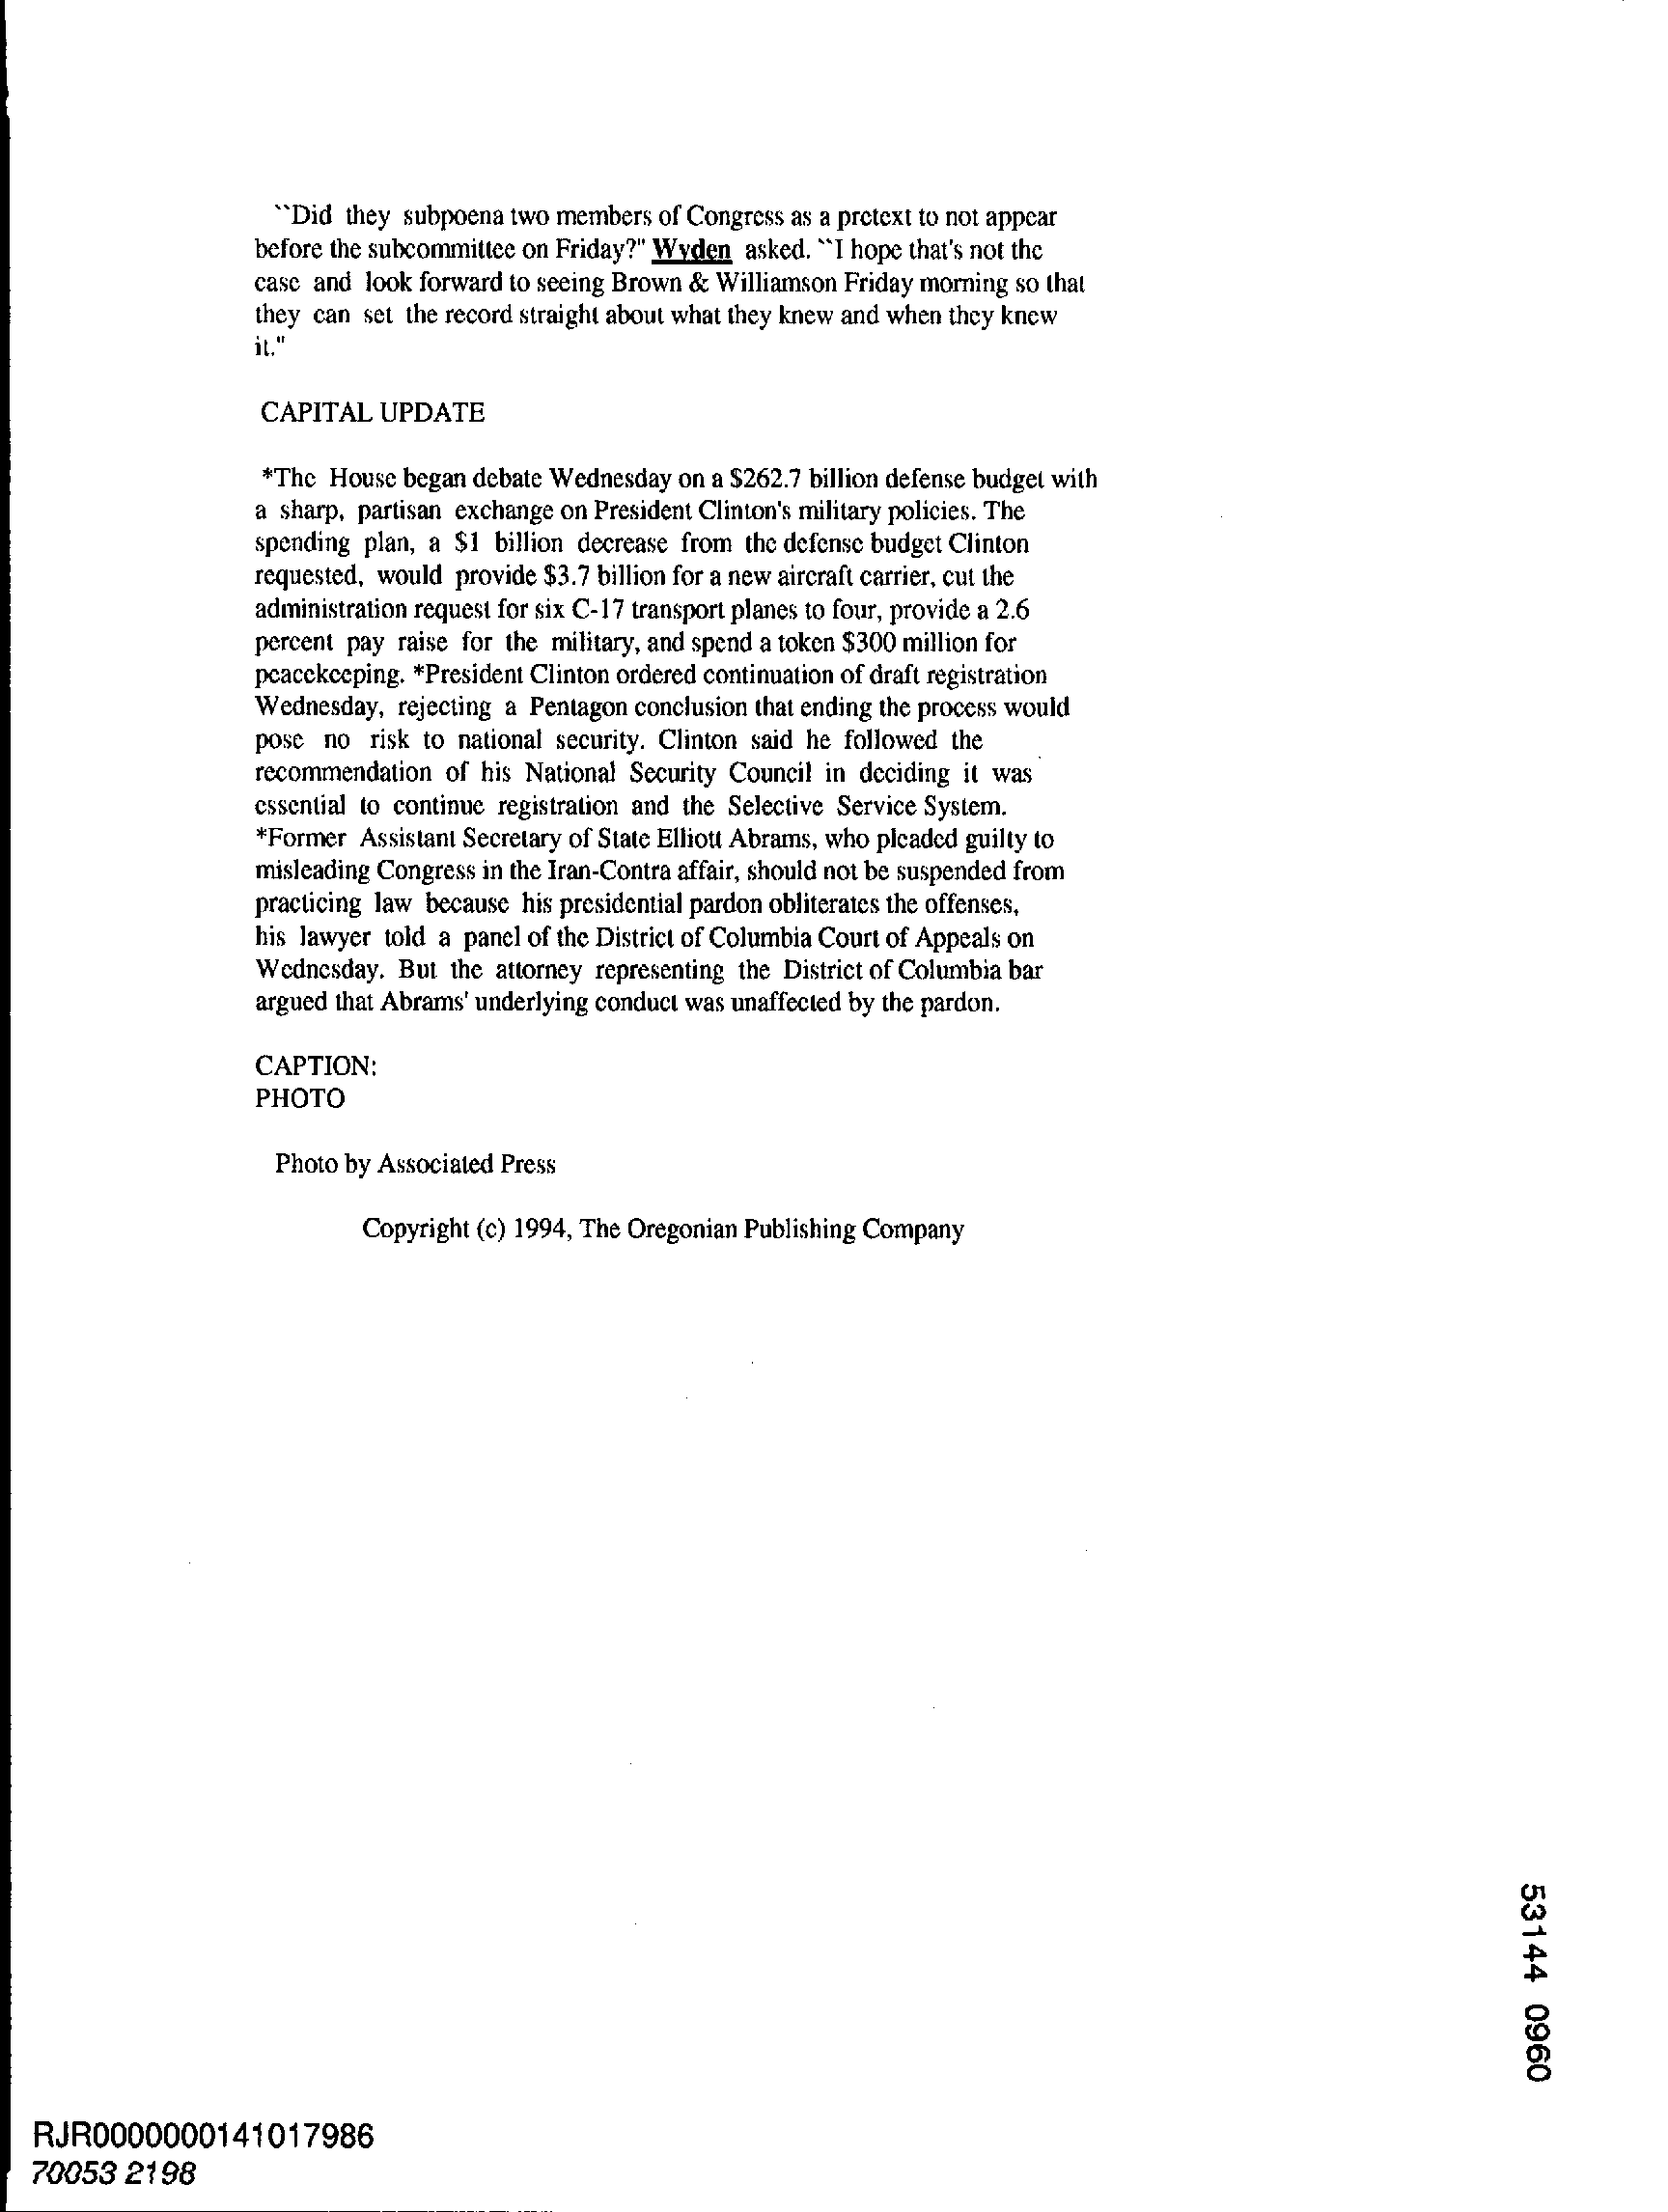 ``Did they subpoena two members of Congress as a pretext to not appear
before the subcommittee on Friday?" Wyden asked. ``I hope that's not the
case and look forward to seeing Brown & Williamson Friday morning so that
they can set the record straight about what they knew and when they knew
it."
CAPITAL UPDATE
*The House began debate Wednesday on a $262.7 billion defense budget with
a sharp, partisan exchange on President Clinton's military policies. The
spending plan, a $1 billion decrease from the defense budget Clinton
requested, would provide $3.7 billion for a new aircraft carrier, cut the
administration request for six C-17 transport planes to four, provide a 2.6
percent pay raise for the military, and spend a token $300 million for
peacekeeping. *President Clinton ordered continuation of draft registration
Wednesday, rejecting a Pentagon conclusion that ending the process would
pose no risk to national security. Clinton said he followed the
recommendation of his National Security Council in deciding it was
essential to continue registration and the Selective Service System.
*Former Assistant Secretary of State Elliott Abrams, who pleaded guilty to
misleading Congress in the Iran-Contra affair, should not be suspended from
practicing law because his presidential pardon obliterates the offenses,
his lawyer told a panel of the District of Columbia Court of Appeals on
Wednesday. But the attorney representing the District of Columbia bar
argued that Abrams' underlying conduct was unaffected by the pardon.
CAPTION:
PHOTO
Photo by Associated Press
Copyright (c) 1994, The Oregonian Publishing Company
53144 0960
RJR0000000141017986
70053 2198